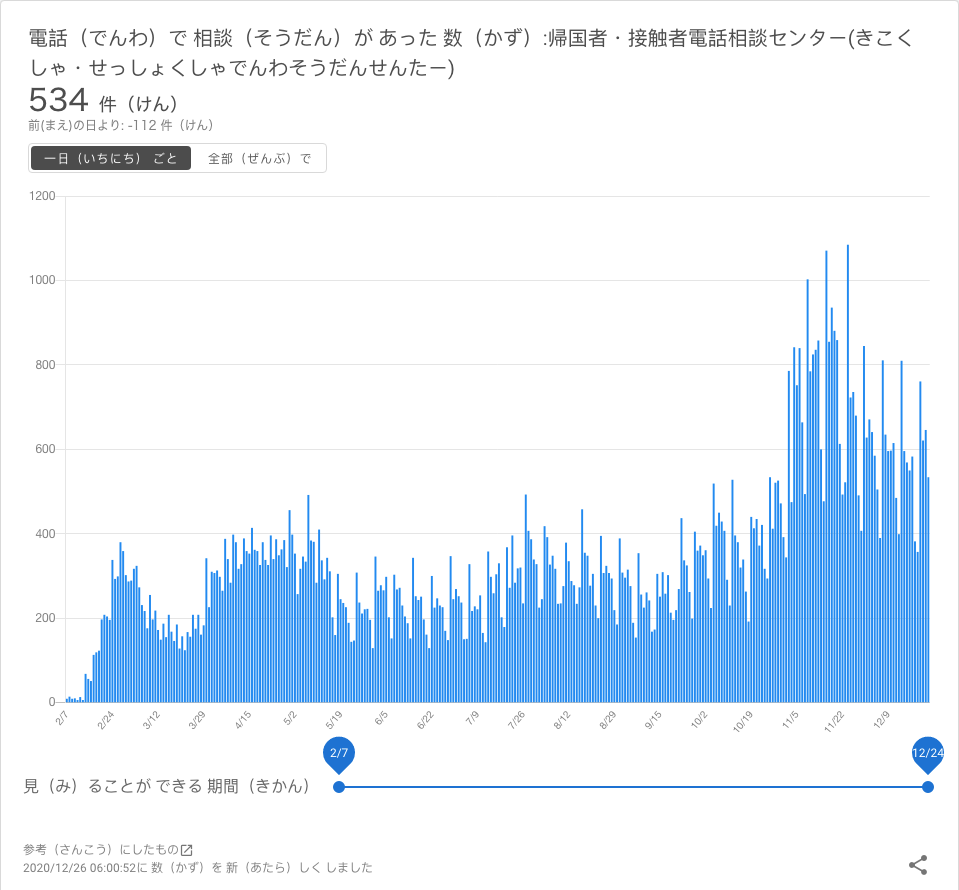 電話（でんわ）で 相談（そうだん）が あった 数（かず）:帰国者・接触者電話相談センター(きこく
しゃ・せっしょくしゃでんわそうだんせんたー)
534 件（けん）
前(まえ)の日より: -112 件（けん）
一日（いちにち） ごと 全部（ぜんぶ）で
1200
1000
800
600
400
200
0
2/7 2/24 3/12 3/29 4/15 5/2 5/19 6/5 6/22 7/9 7/26 8/12 8/29 9/15 10/2 10/19 11/5 11/22 12/9
2/7 12/24
見（み）ることが できる 期間（きかん）
参考（さんこう）にしたもの
2020/12/26 06:00:52に 数（かず）を 新（あたら）しく しました